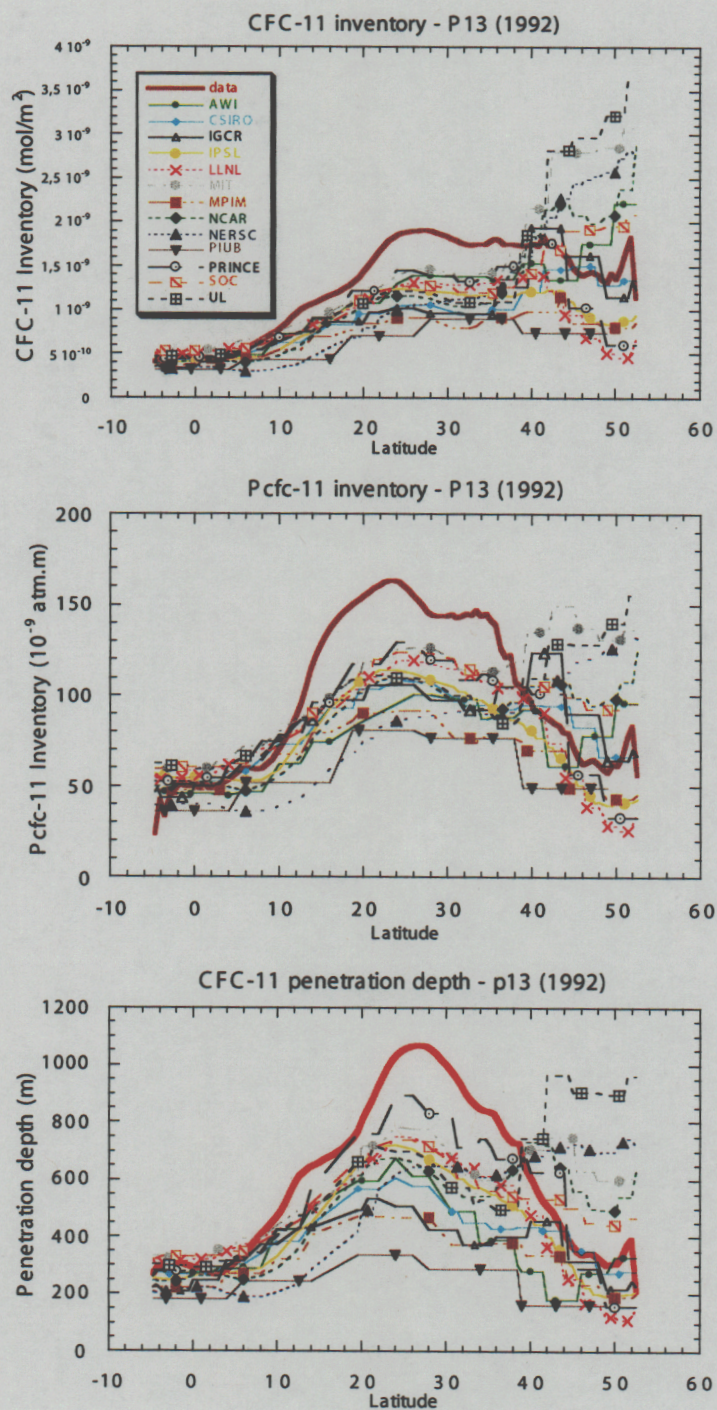 CFC-11 inventory - P13 (1992)
CFC-11 Inventory (mol/m²)
4 10⁻⁹
3,5 10⁻⁹
3 10⁻⁹
2,5 10⁻⁹
2 10⁻⁹
1,5 10⁻⁹
1 10⁻⁹
5 10⁻¹⁰
0
data
AWI
CSIRO
IGCR
IPSL
LLNL
MIT
MPIM
NCAR
NERSC
PIUB
PRINCE
SOC
UL
-10 0 10 20 30 40 50 60
Latitude
Pcfc-11 inventory - P13 (1992)
Pcfc-11 Inventory (10⁻⁹ atm.m)
200
150
100
50
0
-10 0 10 20 30 40 50 60
Latitude
CFC-11 penetration depth - p13 (1992)
Penetration depth (m)
1200
1000
800
600
400
200
0
-10 0 10 20 30 40 50 60
Latitude